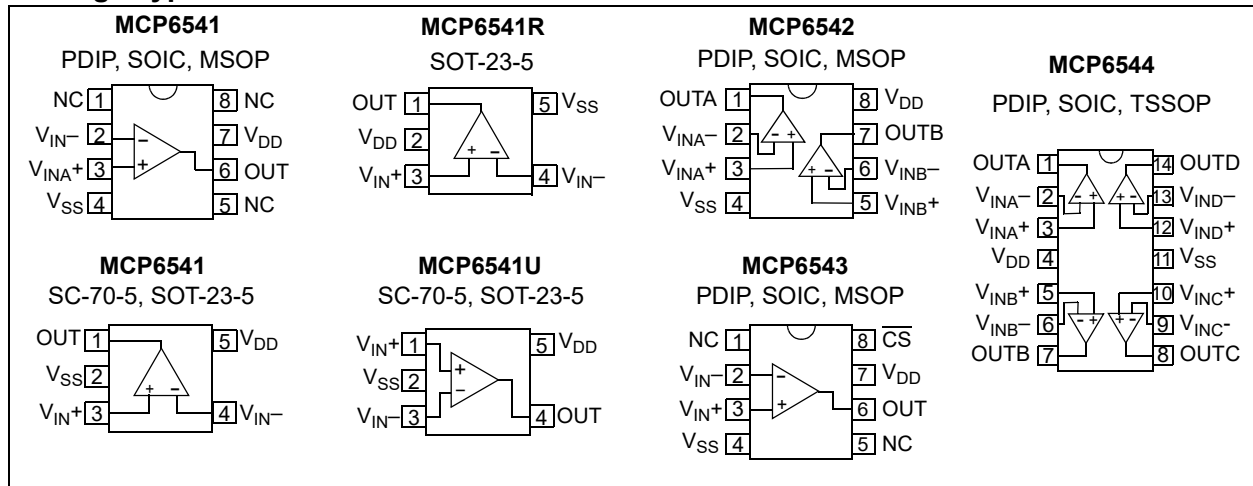 MCP6541
PDIP, SOIC, MSOP
NC 1
8 NC
VIN– 2
7 VDD
VINA+ 3
6 OUT
VSS 4
5 NC
– +
MCP6541R
SOT-23-5
OUT 1
5 VSS
VDD 2
VIN+ 3
4 VIN–
+ –
MCP6542
PDIP, SOIC, MSOP
OUTA 1
8 VDD
VINA– 2
7 OUTB
VINA+ 3
6 VINB–
VSS 4
5 VINB+
- +
+ -
MCP6544
PDIP, SOIC, TSSOP
OUTA 1
14 OUTD
VINA– 2
13 VIND–
VINA+ 3
12 VIND+
VDD 4
11 VSS
VINB+ 5
10 VINC+
VINB– 6
9 VINC-
OUTB 7
8 OUTC
- +
+ -
- +
+ -
MCP6541
SC-70-5, SOT-23-5
OUT 1
5 VDD
VSS 2
VIN+ 3
4 VIN–
+ –
MCP6541U
SC-70-5, SOT-23-5
VIN+ 1
5 VDD
VSS 2
VIN– 3
4 OUT
+ –
MCP6543
PDIP, SOIC, MSOP
NC 1
8 CS
VIN– 2
7 VDD
VIN+ 3
6 OUT
VSS 4
5 NC
– +